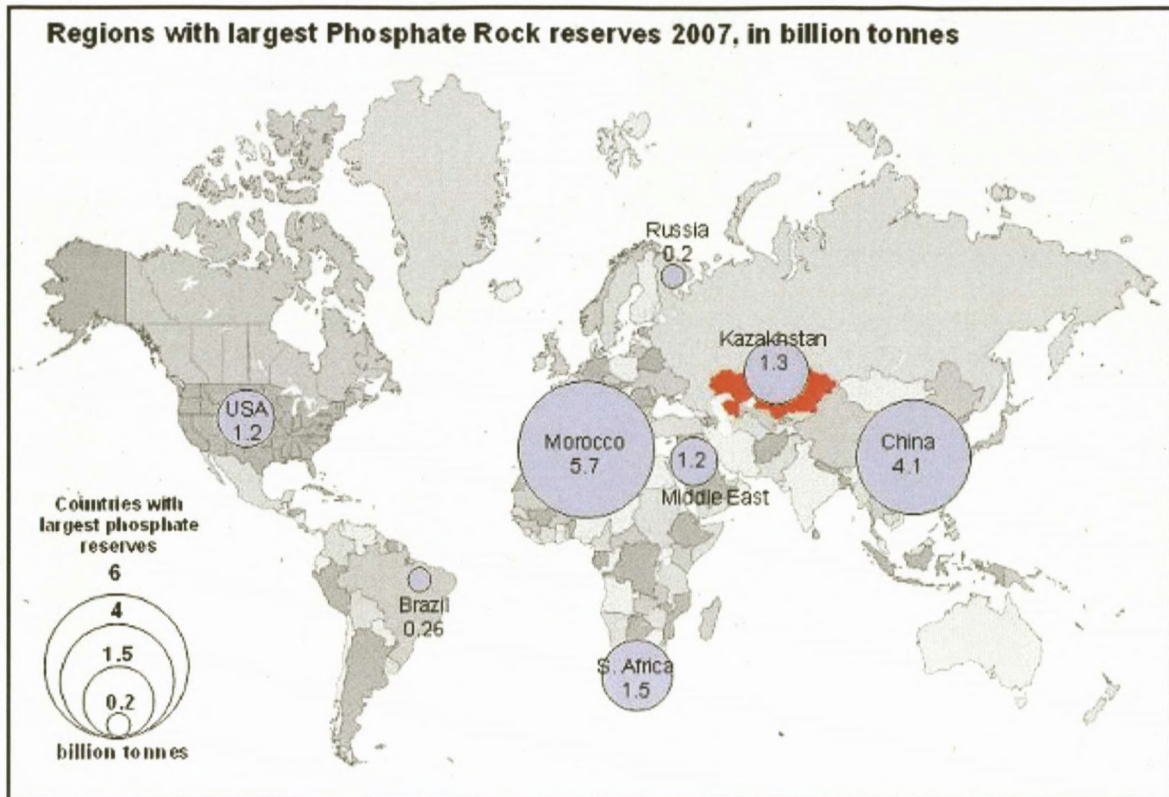 Regions with largest Phosphate Rock reserves 2007, in billion tonnes
Russia
0.2
Kazakhstan
1.3
USA
1.2
Morocco
5.7
1.2
Middle East
China
4.1
Countries with
largest phosphate
reserves
6
4
1.5
0.2
billion tonnes
Brazil
0.26
S. Africa
1.5